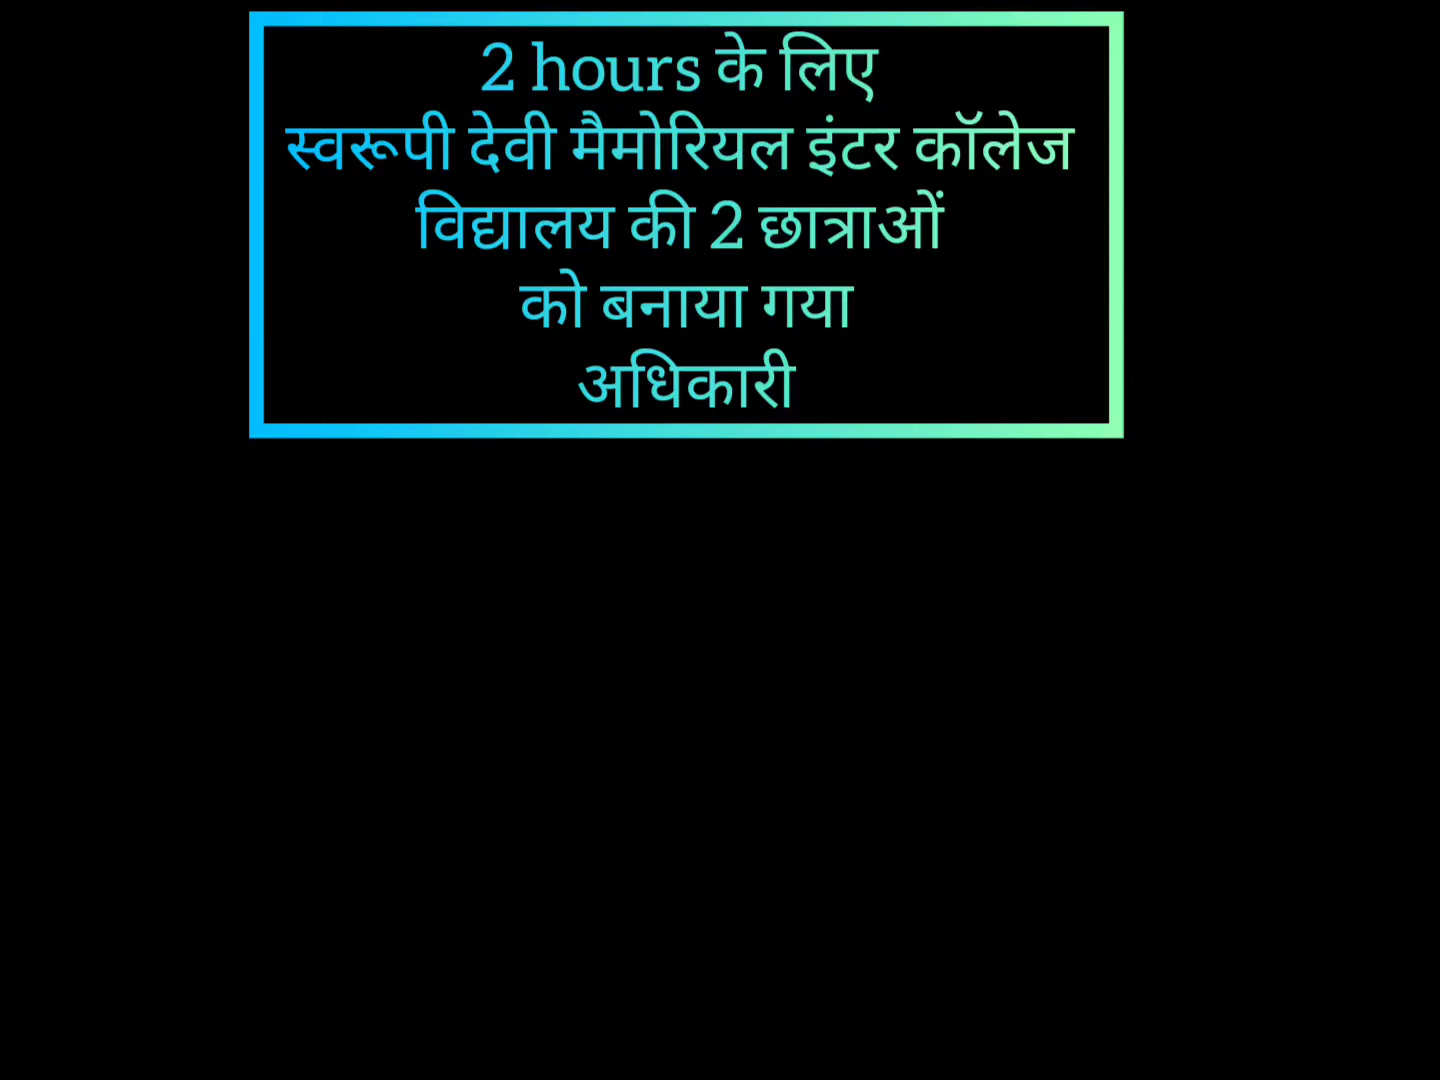 2 hours के लिए
स्वरूपी देवी मैमोरियल इंटर कॉलेज
विद्यालय की 2 छात्राओं
को बनाया गया
अधिकारी